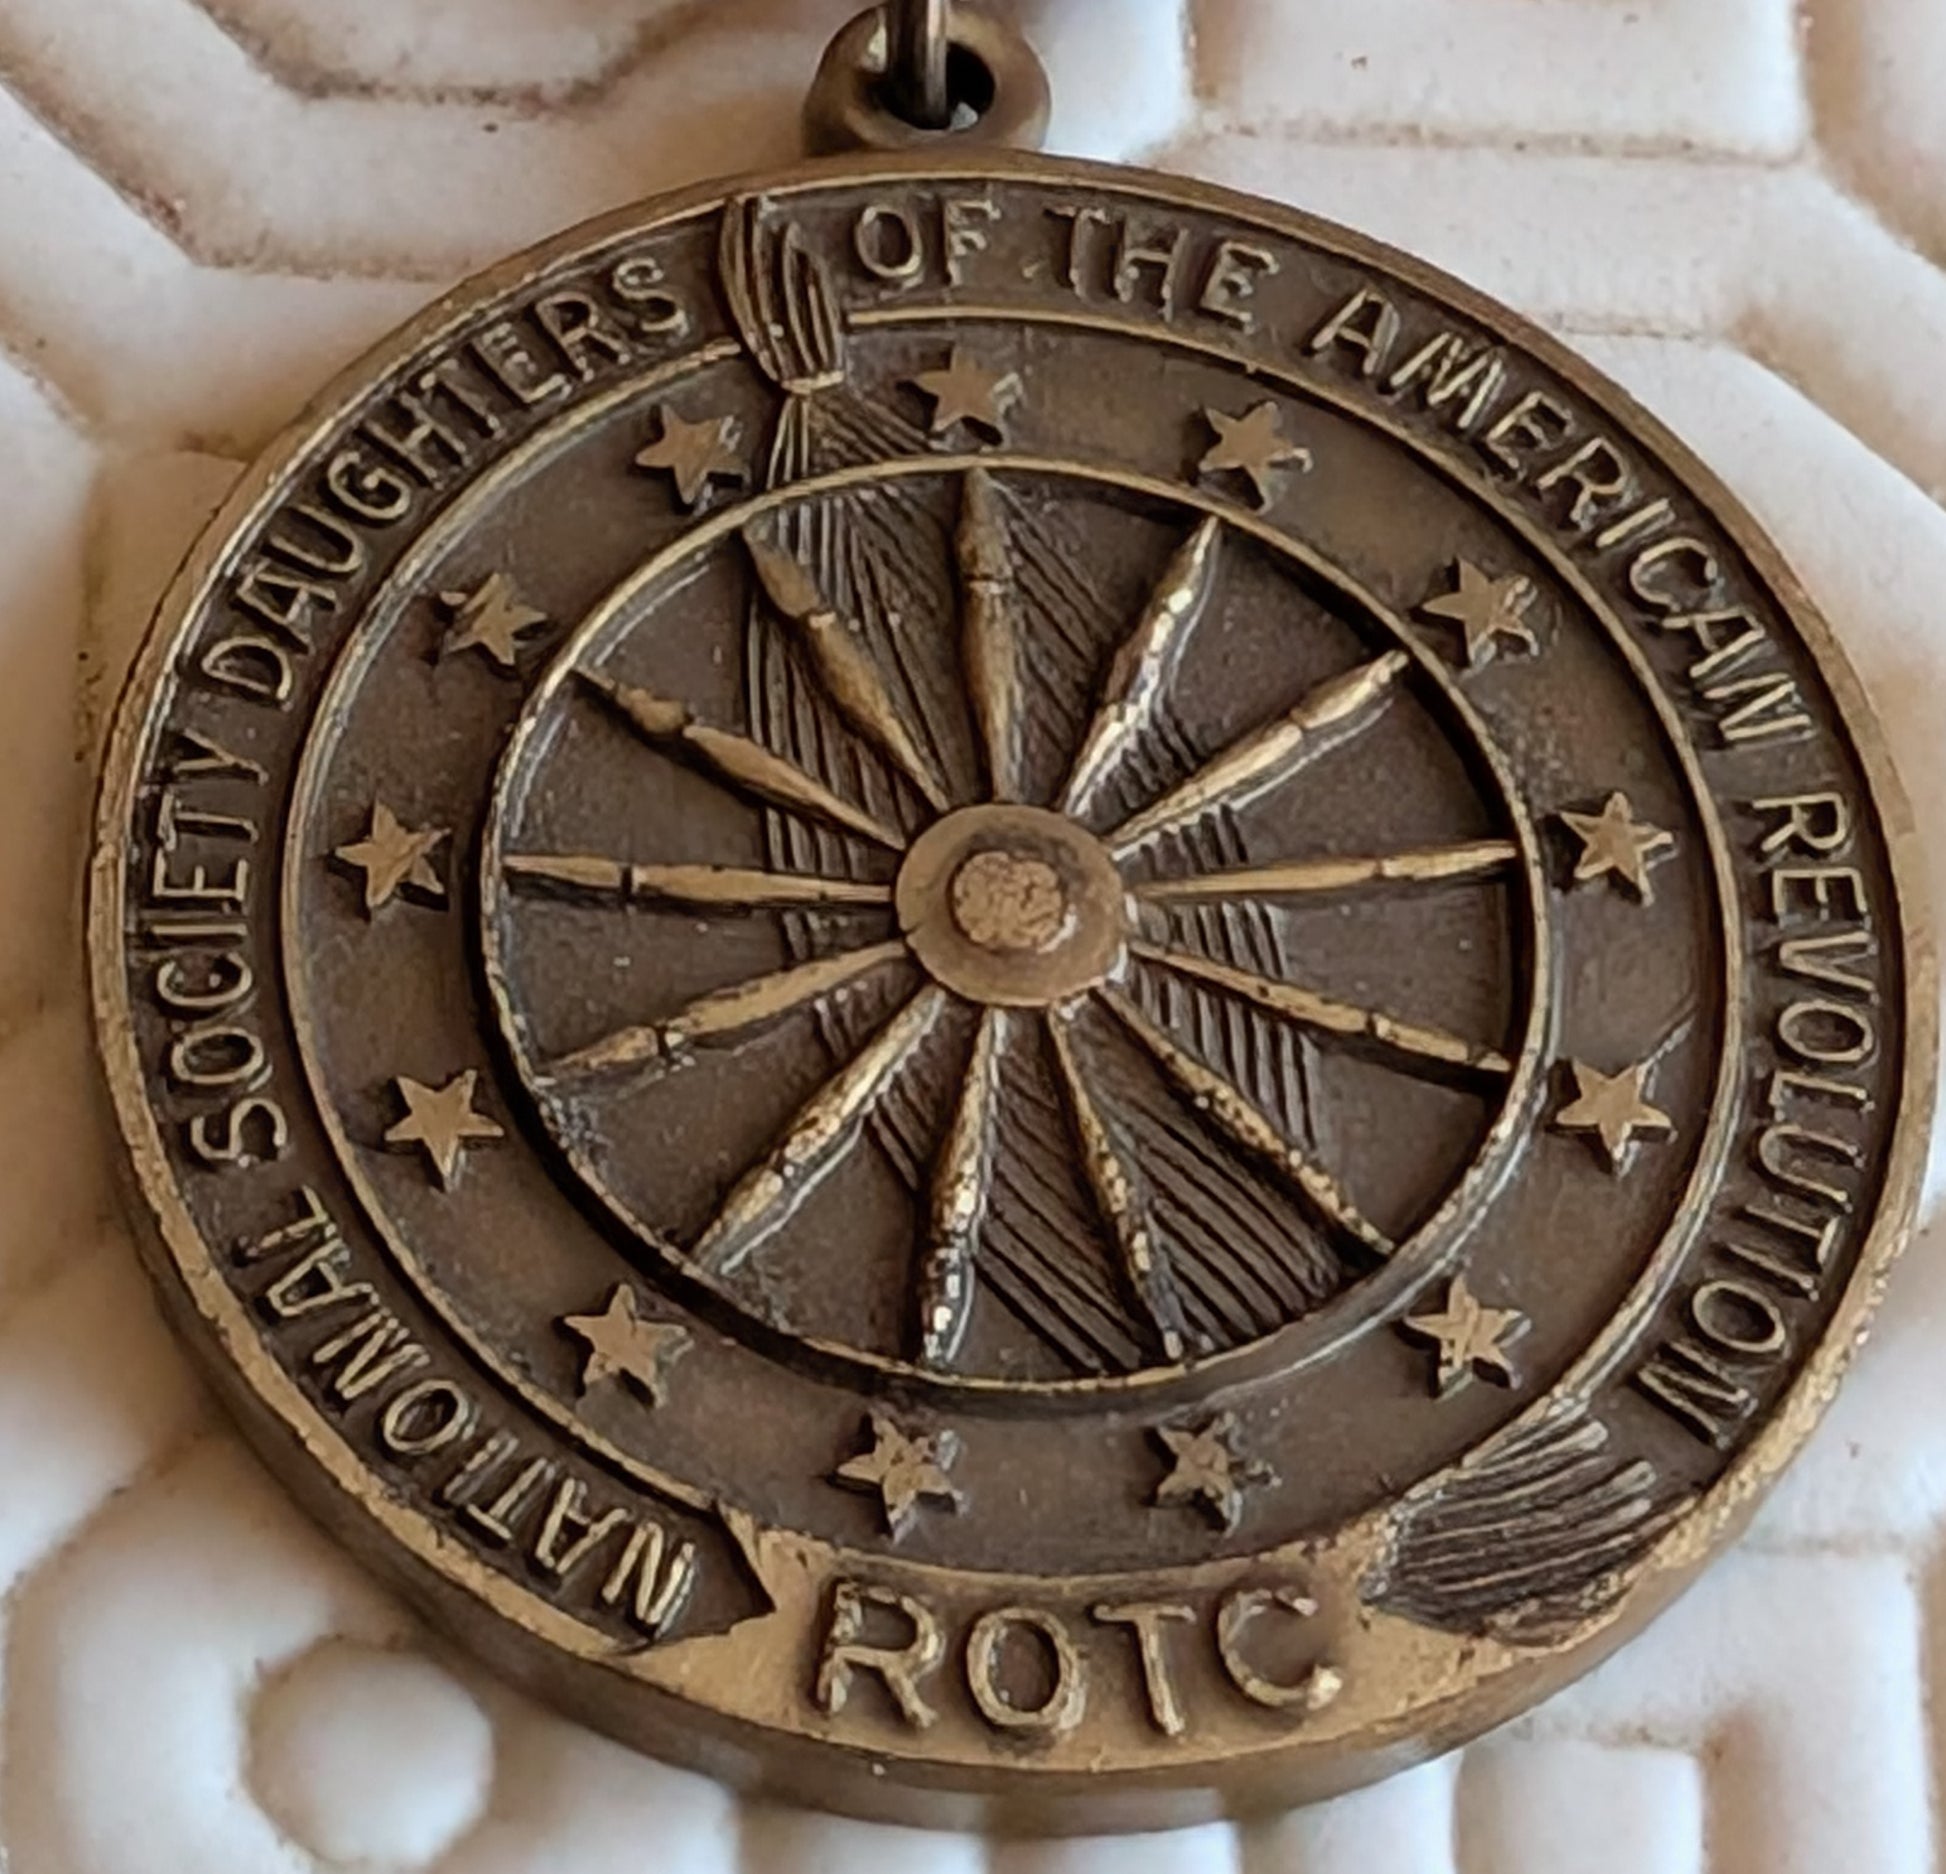 NATIONAL SOCIETY DAUGHTERS OF THE AMERICAN REVOLUTION
ROTC